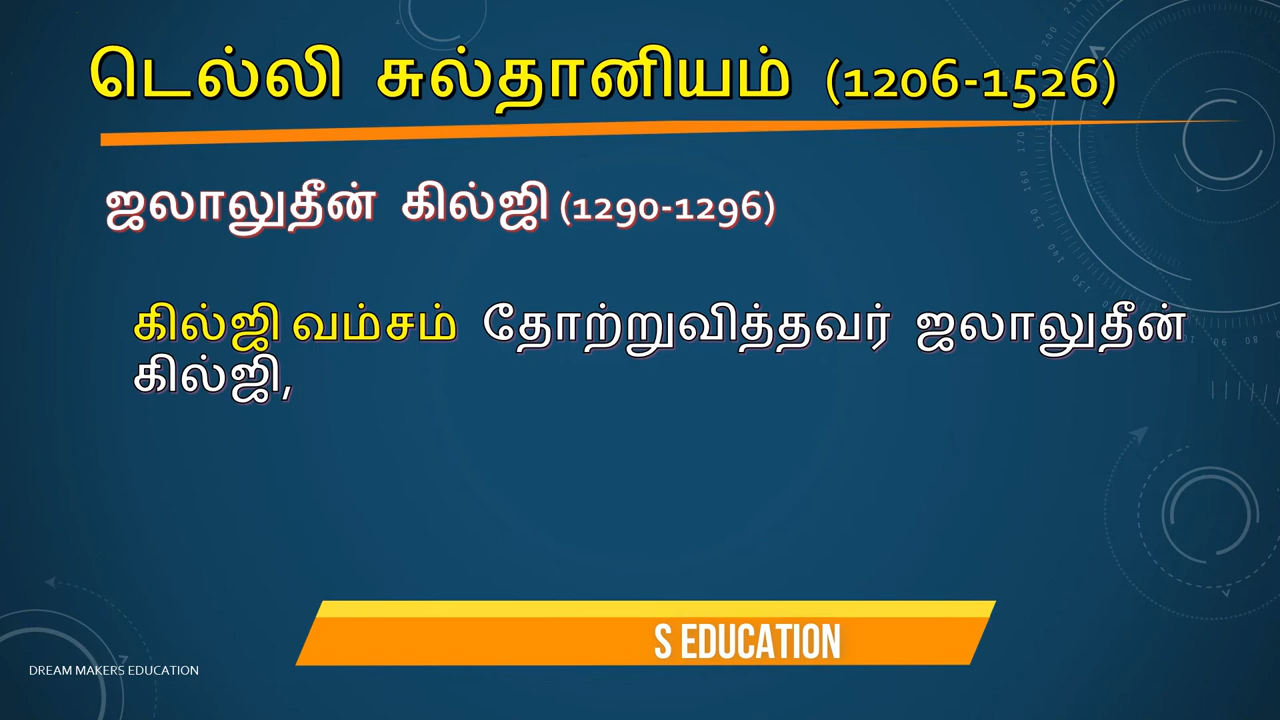 டெல்லி சுல்தானியம் (1206-1526)
ஜலாலுதீன் கில்ஜி (1290-1296)
கில்ஜி வம்சம் தோற்றுவித்தவர் ஜலாலுதீன்
கில்ஜி,
S EDUCATION
DREAM MAKERS EDUCATION